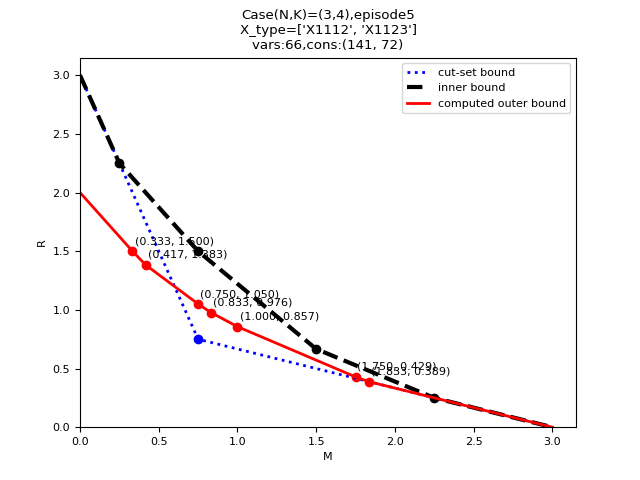 Case(N,K)=(3,4),episode5
X_type=['X1112', 'X1123']
vars:66,cons:(141, 72)
cut-set bound
inner bound
computed outer bound
3.0
2.5
2.0
1.5
1.0
0.5
0.0
R
(0.333, 1.500)
(0.417, 1.383)
(0.750, 1.050)
(0.833, 0.976)
(1.000, 0.857)
(1.750, 0.429)
(1.833, 0.389)
0.0 0.5 1.0 1.5 2.0 2.5 3.0
M